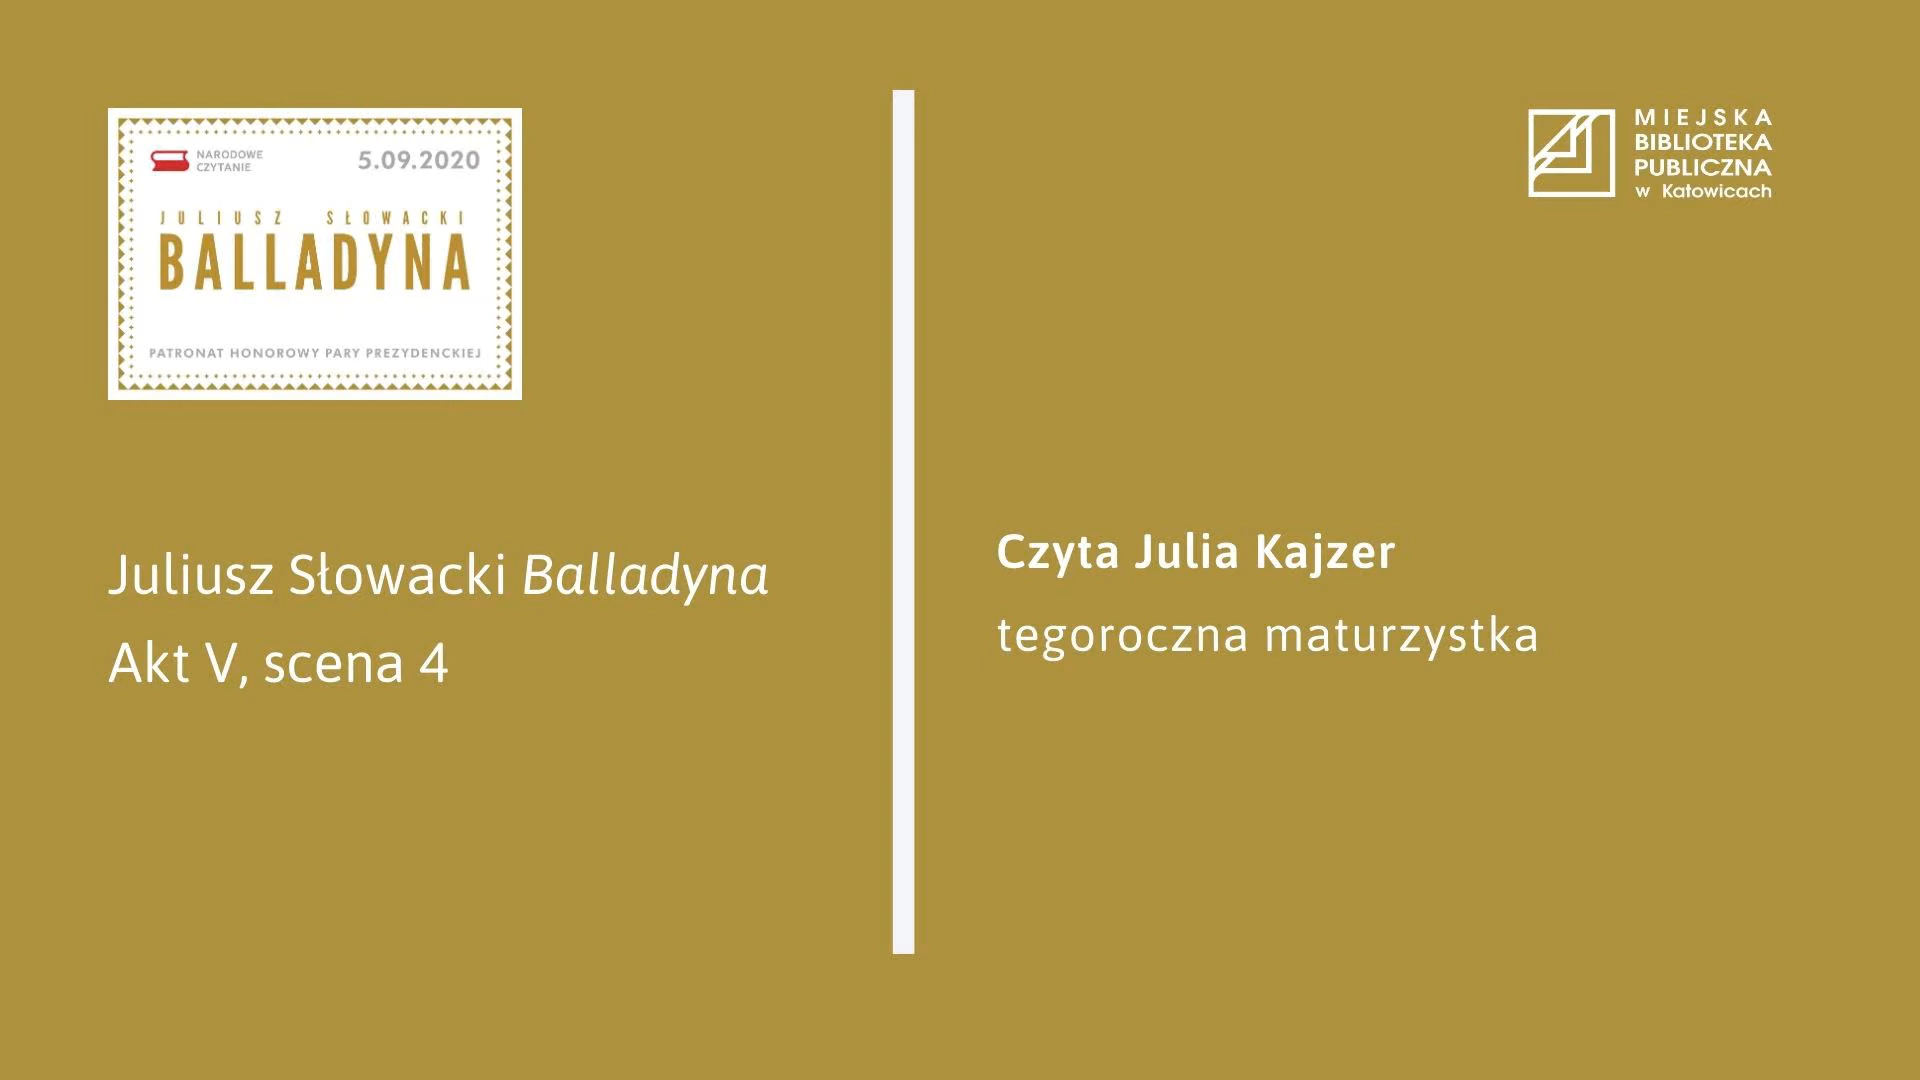 NARODOWE
CZYTANIE
5.09.2020
JULIUSZ SŁOWACKI
BALLADYNA
PATRONAT HONOROWY PARY PREZYDENCKIEJ
Juliusz Słowacki Balladyna
Akt V, scena 4
MIEJSKA
BIBLIOTEKA
PUBLICZNA
w Katowicach
Czyta Julia Kajzer
tegoroczna maturzystka